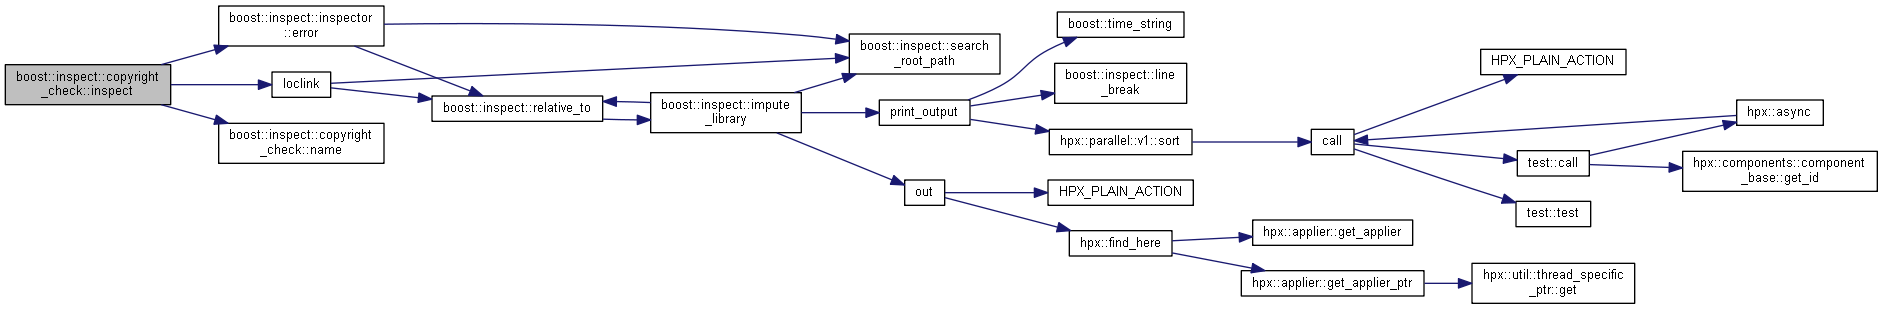 boost::inspect::copyright
_check::inspect
boost::inspect::inspector
::error
loclink
boost::inspect::copyright
_check::name
boost::inspect::relative_to
boost::inspect::search
_root_path
boost::inspect::impute
_library
print_output
out
boost::time_string
boost::inspect::line
_break
hpx::parallel::v1::sort
HPX_PLAIN_ACTION
hpx::find_here
hpx::applier::get_applier
hpx::applier::get_applier_ptr
call
HPX_PLAIN_ACTION
test::call
test::test
hpx::util::thread_specific
_ptr::get
hpx::async
hpx::components::component
_base::get_id